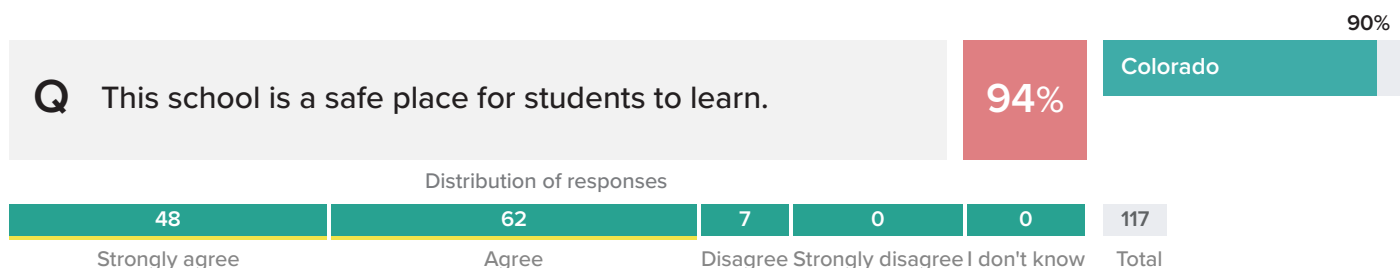 90%
Q This school is a safe place for students to learn.
94%
Colorado
Distribution of responses
48 62 7 0 0 117
Strongly agree Agree Disagree Strongly disagree I don't know Total